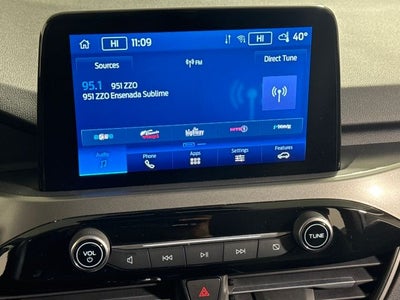 HI 11:09 HI 40°
Sources FM Direct Tune
95.1 951 ZZO
951 ZZO Ensenada Sublime
Audio Phone Apps Settings Features
VOL TUNE